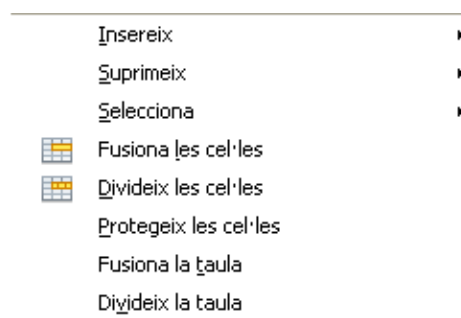 Insereix
Suprimeix
Selecciona
Fusiona les cel·les
Divideix les cel·les
Protegeix les cel·les
Fusiona la taula
Divideix la taula